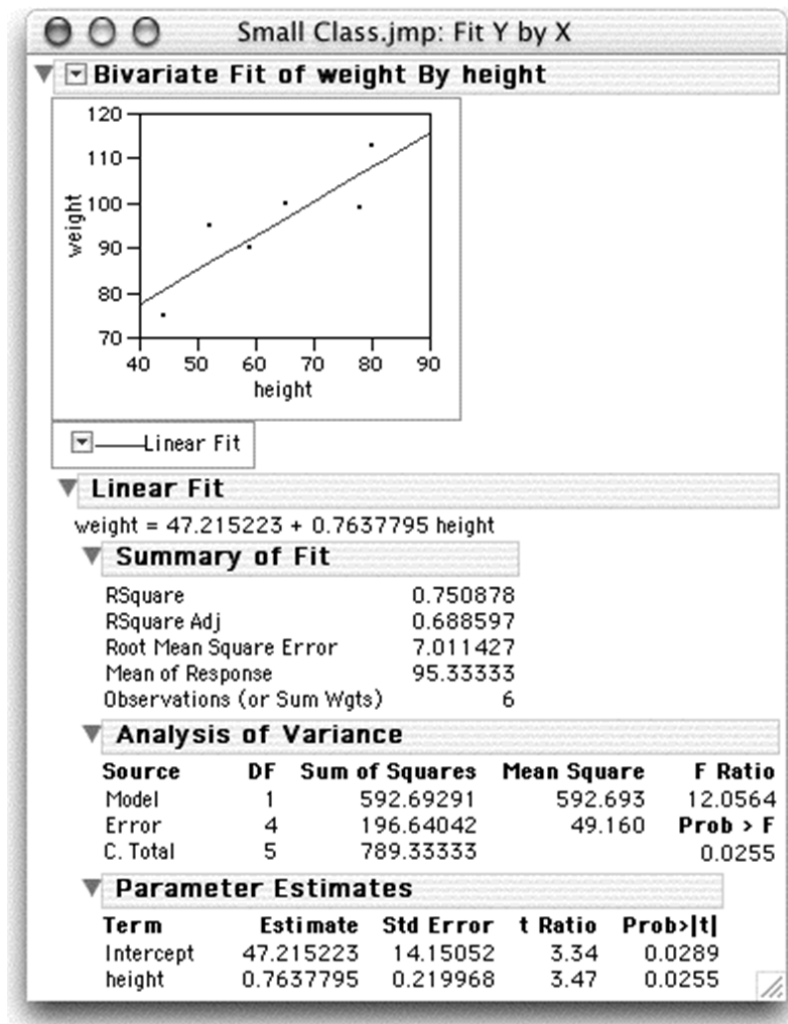 Small Class.jmp: Fit Y by X
Bivariate Fit of weight By height
120
110
100
90
80
70
weight
40 50 60 70 80 90
height
Linear Fit
Linear Fit
weight = 47.215223 + 0.7637795 height
Summary of Fit
RSquare 0.750878
RSquare Adj 0.688597
Root Mean Square Error 7.011427
Mean of Response 95.33333
Observations (or Sum Wgts) 6
Analysis of Variance
Source DF Sum of Squares Mean Square F Ratio
Model 1 592.69291 592.693 12.0564
Error 4 196.64042 49.160 Prob > F
C. Total 5 789.33333 0.0255
Parameter Estimates
Term Estimate Std Error t Ratio Prob>|t|
Intercept 47.215223 14.15052 3.34 0.0289
height 0.7637795 0.219968 3.47 0.0255